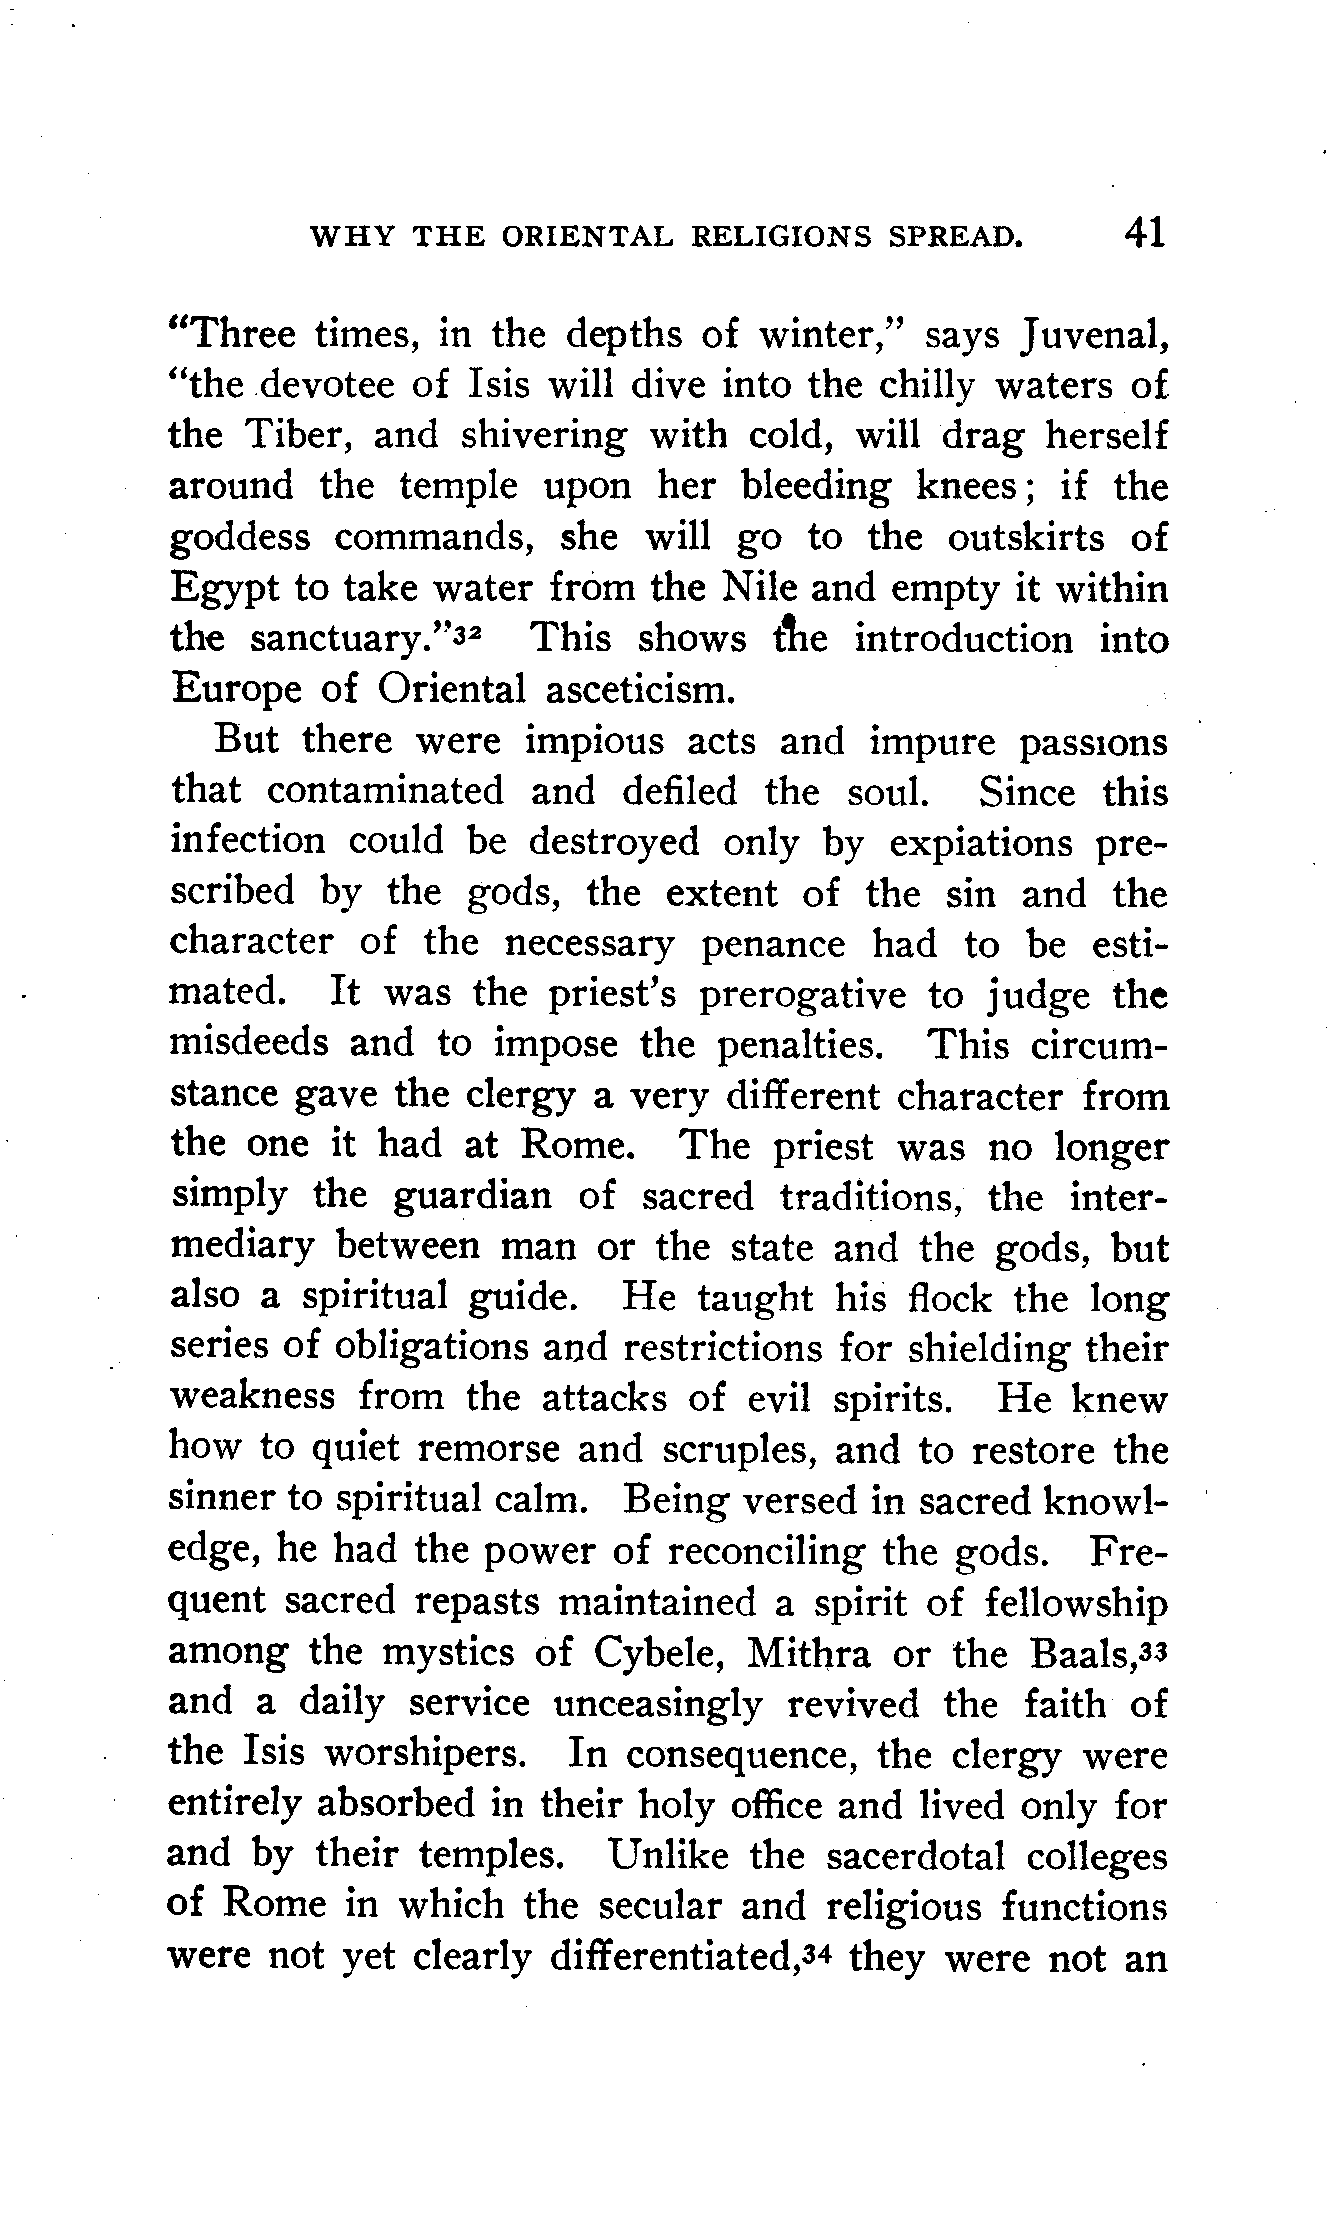 WHY THE ORIENTAL RELIGIONS SPREAD. 41
“Three times, in the depths of winter,” says Juvenal,
“the devotee of Isis will dive into the chilly waters of
the Tiber, and shivering with cold, will drag herself
around the temple upon her bleeding knees; if the
goddess commands, she will go to the outskirts of
Egypt to take water from the Nile and empty it within
the sanctuary.”³² This shows the introduction into
Europe of Oriental asceticism.
But there were impious acts and impure passions
that contaminated and defiled the soul. Since this
infection could be destroyed only by expiations pre-
scribed by the gods, the extent of the sin and the
character of the necessary penance had to be esti-
mated. It was the priest’s prerogative to judge the
misdeeds and to impose the penalties. This circum-
stance gave the clergy a very different character from
the one it had at Rome. The priest was no longer
simply the guardian of sacred traditions, the inter-
mediary between man or the state and the gods, but
also a spiritual guide. He taught his flock the long
series of obligations and restrictions for shielding their
weakness from the attacks of evil spirits. He knew
how to quiet remorse and scruples, and to restore the
sinner to spiritual calm. Being versed in sacred knowl-
edge, he had the power of reconciling the gods. Fre-
quent sacred repasts maintained a spirit of fellowship
among the mystics of Cybele, Mithra or the Baals,³³
and a daily service unceasingly revived the faith of
the Isis worshipers. In consequence, the clergy were
entirely absorbed in their holy office and lived only for
and by their temples. Unlike the sacerdotal colleges
of Rome in which the secular and religious functions
were not yet clearly differentiated,³⁴ they were not an